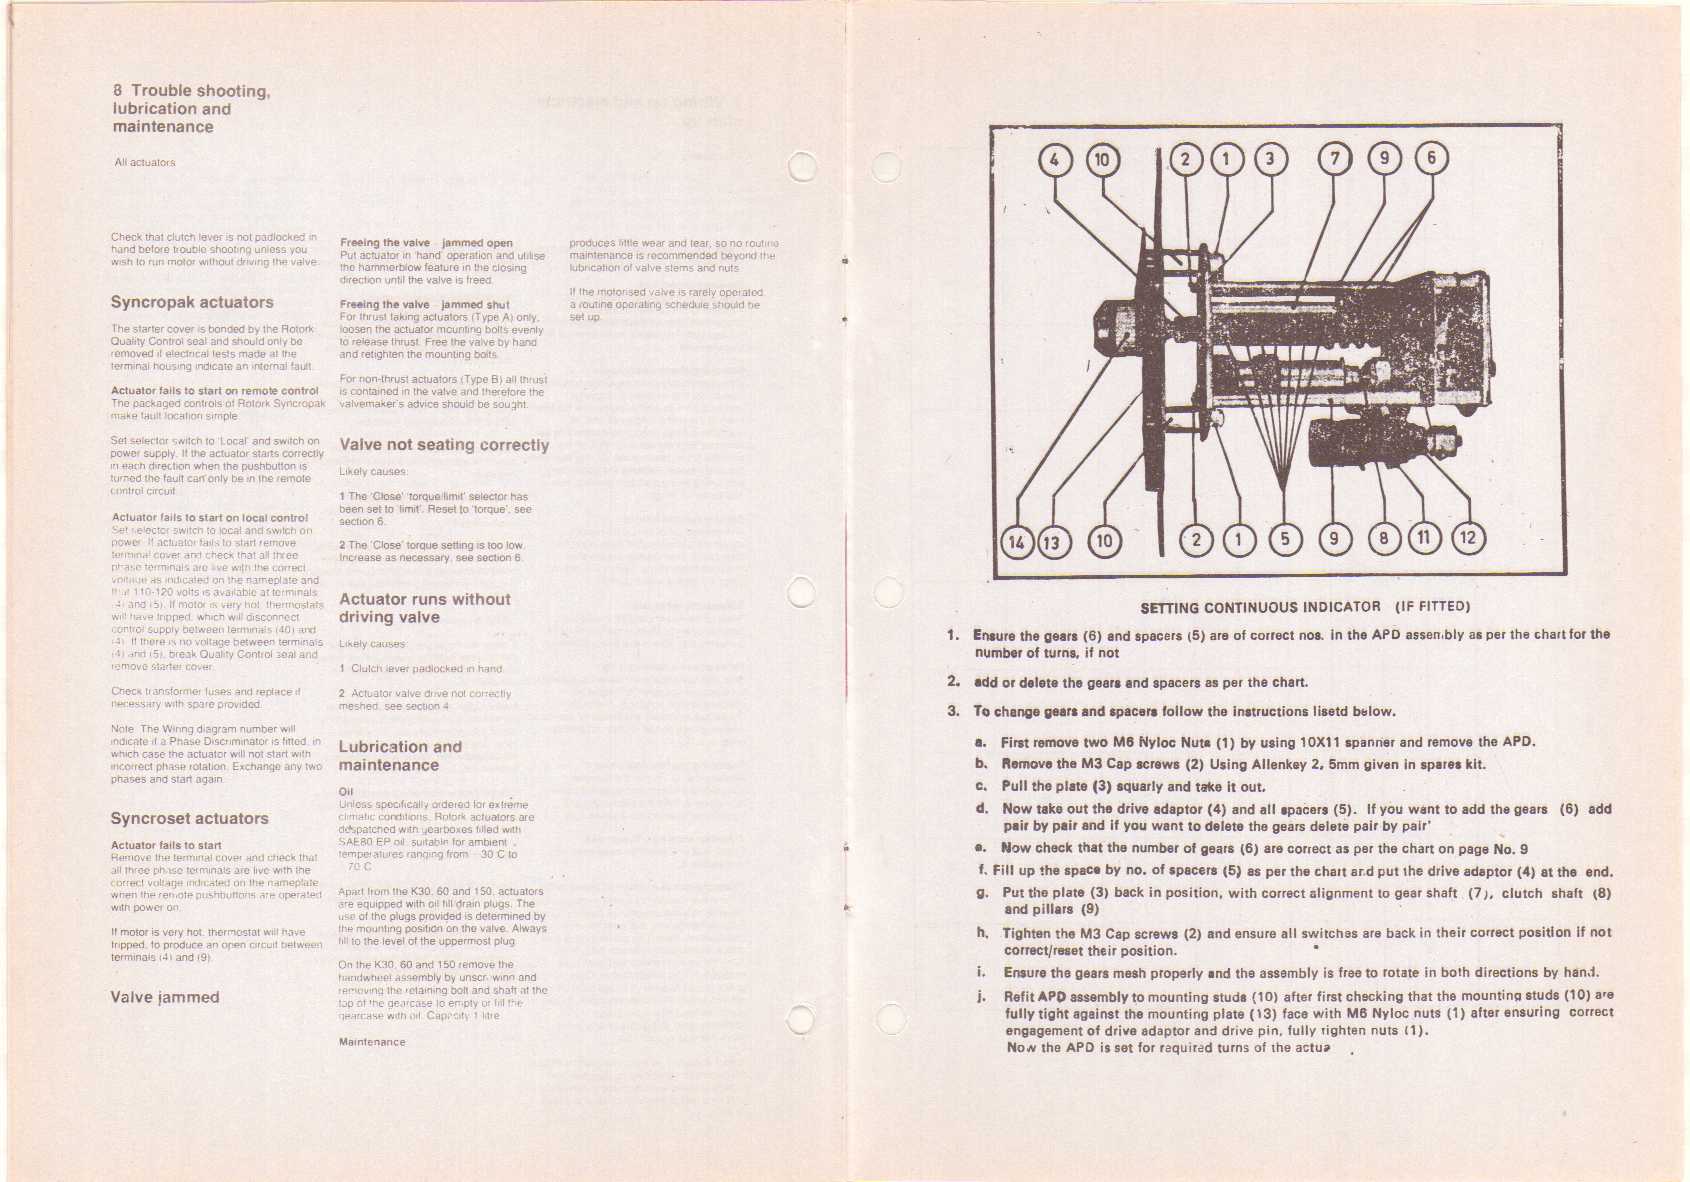 8 Trouble shooting,
lubrication and
maintenance
All actuators
Check that clutch lever is not padlocked in
hand before trouble shooting unless you
wish to run motor without driving the valve.
Syncropak actuators
The starter cover is bonded by the Rotork
Quality Control seal and should only be
removed if electrical tests made at the
terminal housing indicate an internal fault.
Actuator fails to start on remote control
The packaged controls of Rotork Syncropak
make fault location simple.
Set selector switch to 'Local' and switch on
power supply. If the actuator starts correctly
in each direction when the pushbutton is
turned the fault can only be in the remote
control circuit.
Actuator fails to start on local control
Set selector switch to local and switch on
power. If actuator fails to start remove
terminal cover and check that all three
phase terminals are live with the correct
voltage as indicated on the nameplate and
that 110-120 volts is available at terminals
(4) and (5). If motor is very hot, thermostats
will have tripped, which will disconnect
control supply between terminals (40) and
(4). If there is no voltage between terminals
(4) and (5), break Quality Control seal and
remove starter cover.
Check transformer fuses and replace if
necessary with spare provided.
Note The Wiring diagram number will
indicate if a Phase Discriminator is fitted, in
which case the actuator will not start with
incorrect phase rotation. Exchange any two
phases and start again.
Syncroset actuators
Actuator fails to start
Remove the terminal cover and check that
all three phase terminals are live with the
correct voltage indicated on the nameplate
when the remote pushbuttons are operated
with power on.
If motor is very hot, thermostat will have
tripped, to produce an open circuit between
terminals (4) and (9).
Valve jammed
Freeing the valve jammed open
Put actuator in 'hand' operation and utilise
the hammerblow feature in the closing
direction until the valve is freed.
Freeing the valve jammed shut
For thrust taking actuators (Type A) only,
loosen the actuator mounting bolts evenly
to release thrust. Free the valve by hand
and retighten the mounting bolts.
For non-thrust actuators (Type B) all thrust
is contained in the valve and therefore the
valvemaker's advice should be sought.
Valve not seating correctly
Likely causes:
1 The 'Close' 'torque/limit' selector has
been set to 'limit'. Reset to 'torque', see
section 6.
2 The 'Close' torque setting is too low.
Increase as necessary, see section 6.
Actuator runs without
driving valve
Likely causes:
1 Clutch lever padlocked in hand.
2 Actuator valve drive not correctly
meshed, see section 4.
Lubrication and
maintenance
Oil
Unless specifically ordered for extreme
climatic conditions, Rotork actuators are
despatched with gearboxes filled with
SAE80 EP oil, suitable for ambient
temperatures ranging from -30 C to
70 C
Apart from the K30, 60 and 150, actuators
are equipped with oil fill/drain plugs. The
use of the plugs provided is determined by
the mounting position on the valve. Always
fill to the level of the uppermost plug.
On the K30, 60 and 150 remove the
handwheel assembly by unscrewing and
removing the retaining bolt and shaft at the
top of the gearcase to empty or fill the
gearcase with oil. Capacity 1 litre
Maintenance
produces little wear and tear, so no routine
maintenance is recommended beyond the
lubrication of valve stems and nuts.
If the motorised valve is rarely operated,
a routine operating schedule should be
set up.
4 10 2 1 3 7 9 6
14 13 10 2 1 5 9 8 11 12
SETTING CONTINUOUS INDICATOR (IF FITTED)
1. Ensure the gears (6) and spacers (5) are of correct nos. in the APD assembly as per the chart for the
number of turns, if not
2. add or delete the gears and spacers as per the chart.
3. To change gears and spacers follow the instructions lisetd below.
a. First remove two M6 Nyloc Nuts (1) by using 10X11 spanner and remove the APD.
b. Remove the M3 Cap screws (2) Using Allenkey 2, 5mm given in spares kit.
c. Pull the plate (3) squarly and take it out.
d. Now take out the drive adaptor (4) and all spacers (5). If you want to add the gears (6) add
pair by pair and if you want to delete the gears delete pair by pair'
e. Now check that the number of gears (6) are correct as per the chart on page No. 9
f. Fill up the space by no. of spacers (5) as per the chart and put the drive adaptor (4) at the end.
g. Put the plate (3) back in position, with correct alignment to gear shaft (7), clutch shaft (8)
and pillars (9)
h. Tighten the M3 Cap screws (2) and ensure all switches are back in their correct position if not
correct/reset their position.
i. Ensure the gears mesh properly and the assembly is free to rotate in both directions by hand.
j. Refit APD assembly to mounting studs (10) after first checking that the mounting studs (10) are
fully tight against the mounting plate (13) face with M6 Nyloc nuts (1) after ensuring correct
engagement of drive adaptor and drive pin, fully tighten nuts (1).
Now the APD is set for required turns of the actua